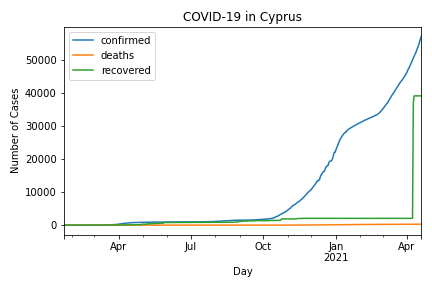 COVID-19 in Cyprus
confirmed
deaths
recovered
Number of Cases
50000
40000
30000
20000
10000
0
Apr Jul Oct Jan Apr
2021
Day